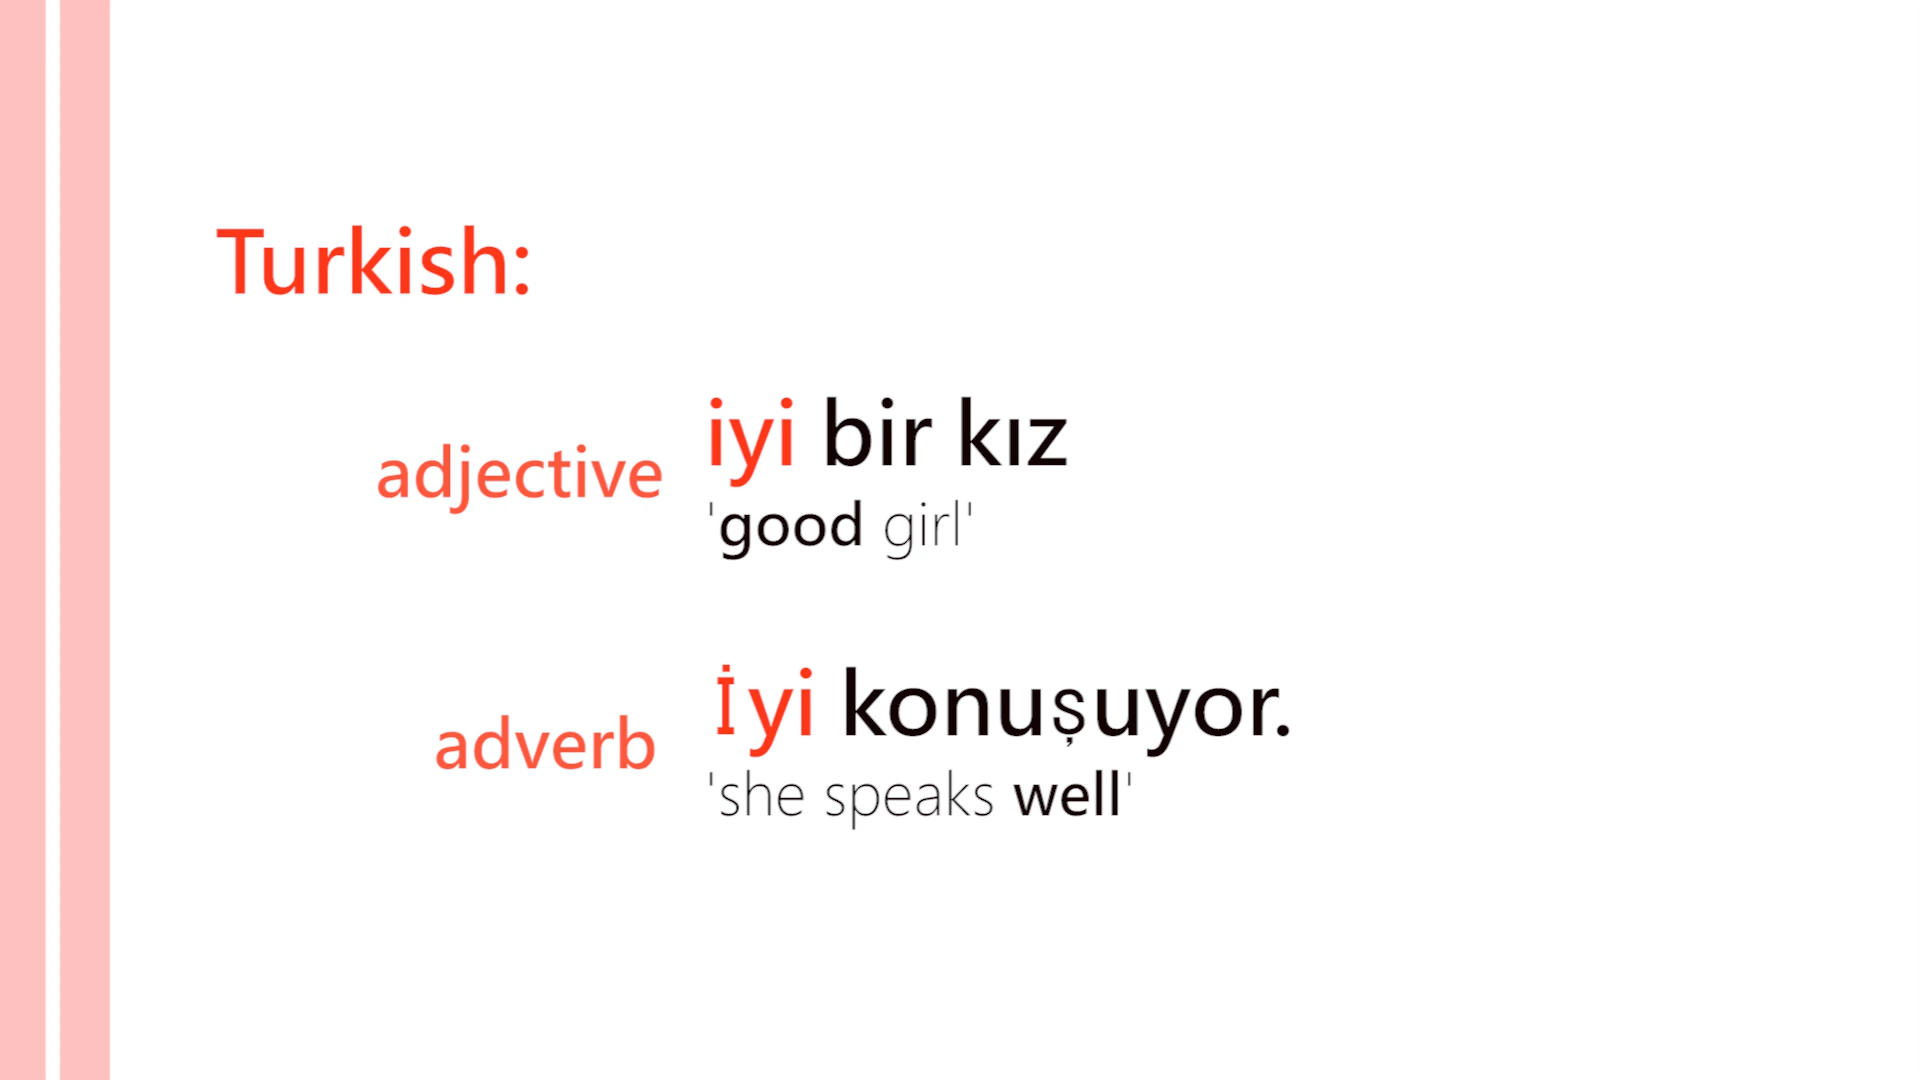 Turkish:
adjective
iyi bir kız
'good girl'
adverb
İyi konuşuyor.
'she speaks well'